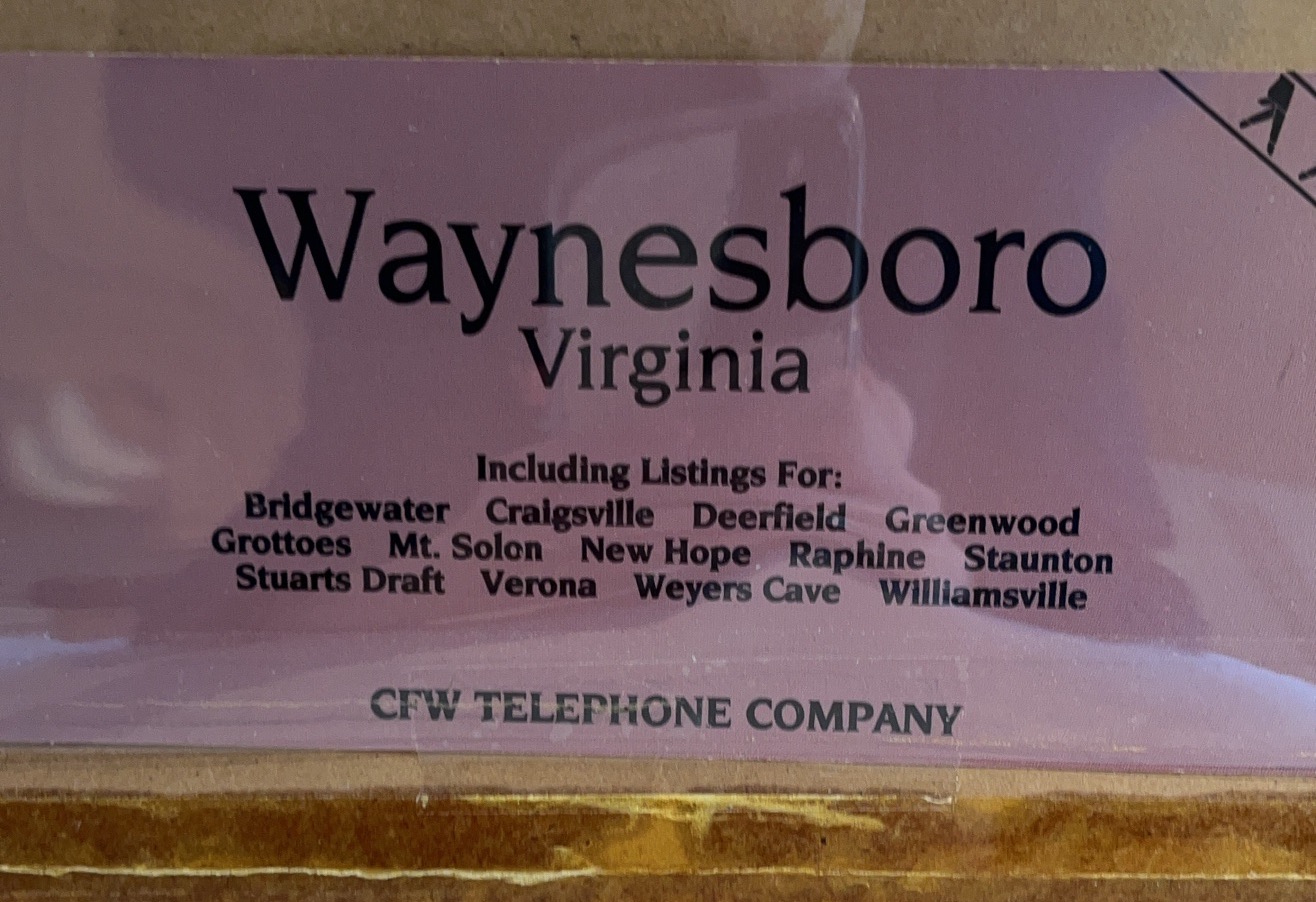 Waynesboro
Virginia
Including Listings For:
Bridgewater Craigsville Deerfield Greenwood
Grottoes Mt. Solon New Hope Raphine Staunton
Stuarts Draft Verona Weyers Cave Williamsville
CFW TELEPHONE COMPANY